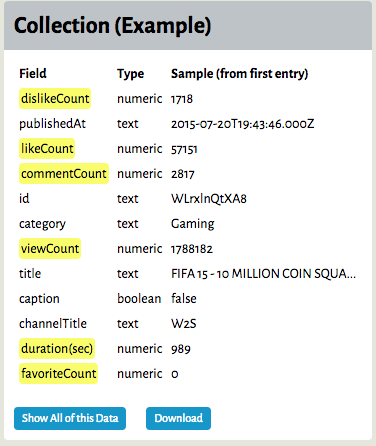 Collection (Example)
Field Type Sample (from first entry)
dislikeCount numeric 1718
publishedAt text 2015-07-20T19:43:46.000Z
likeCount numeric 57151
commentCount numeric 2817
id text WLrxlnQtXA8
category text Gaming
viewCount numeric 1788182
title text FIFA 15 - 10 MILLION COIN SQUA...
caption boolean false
channelTitle text W2S
duration(sec) numeric 989
favoriteCount numeric 0
Show All of this Data Download